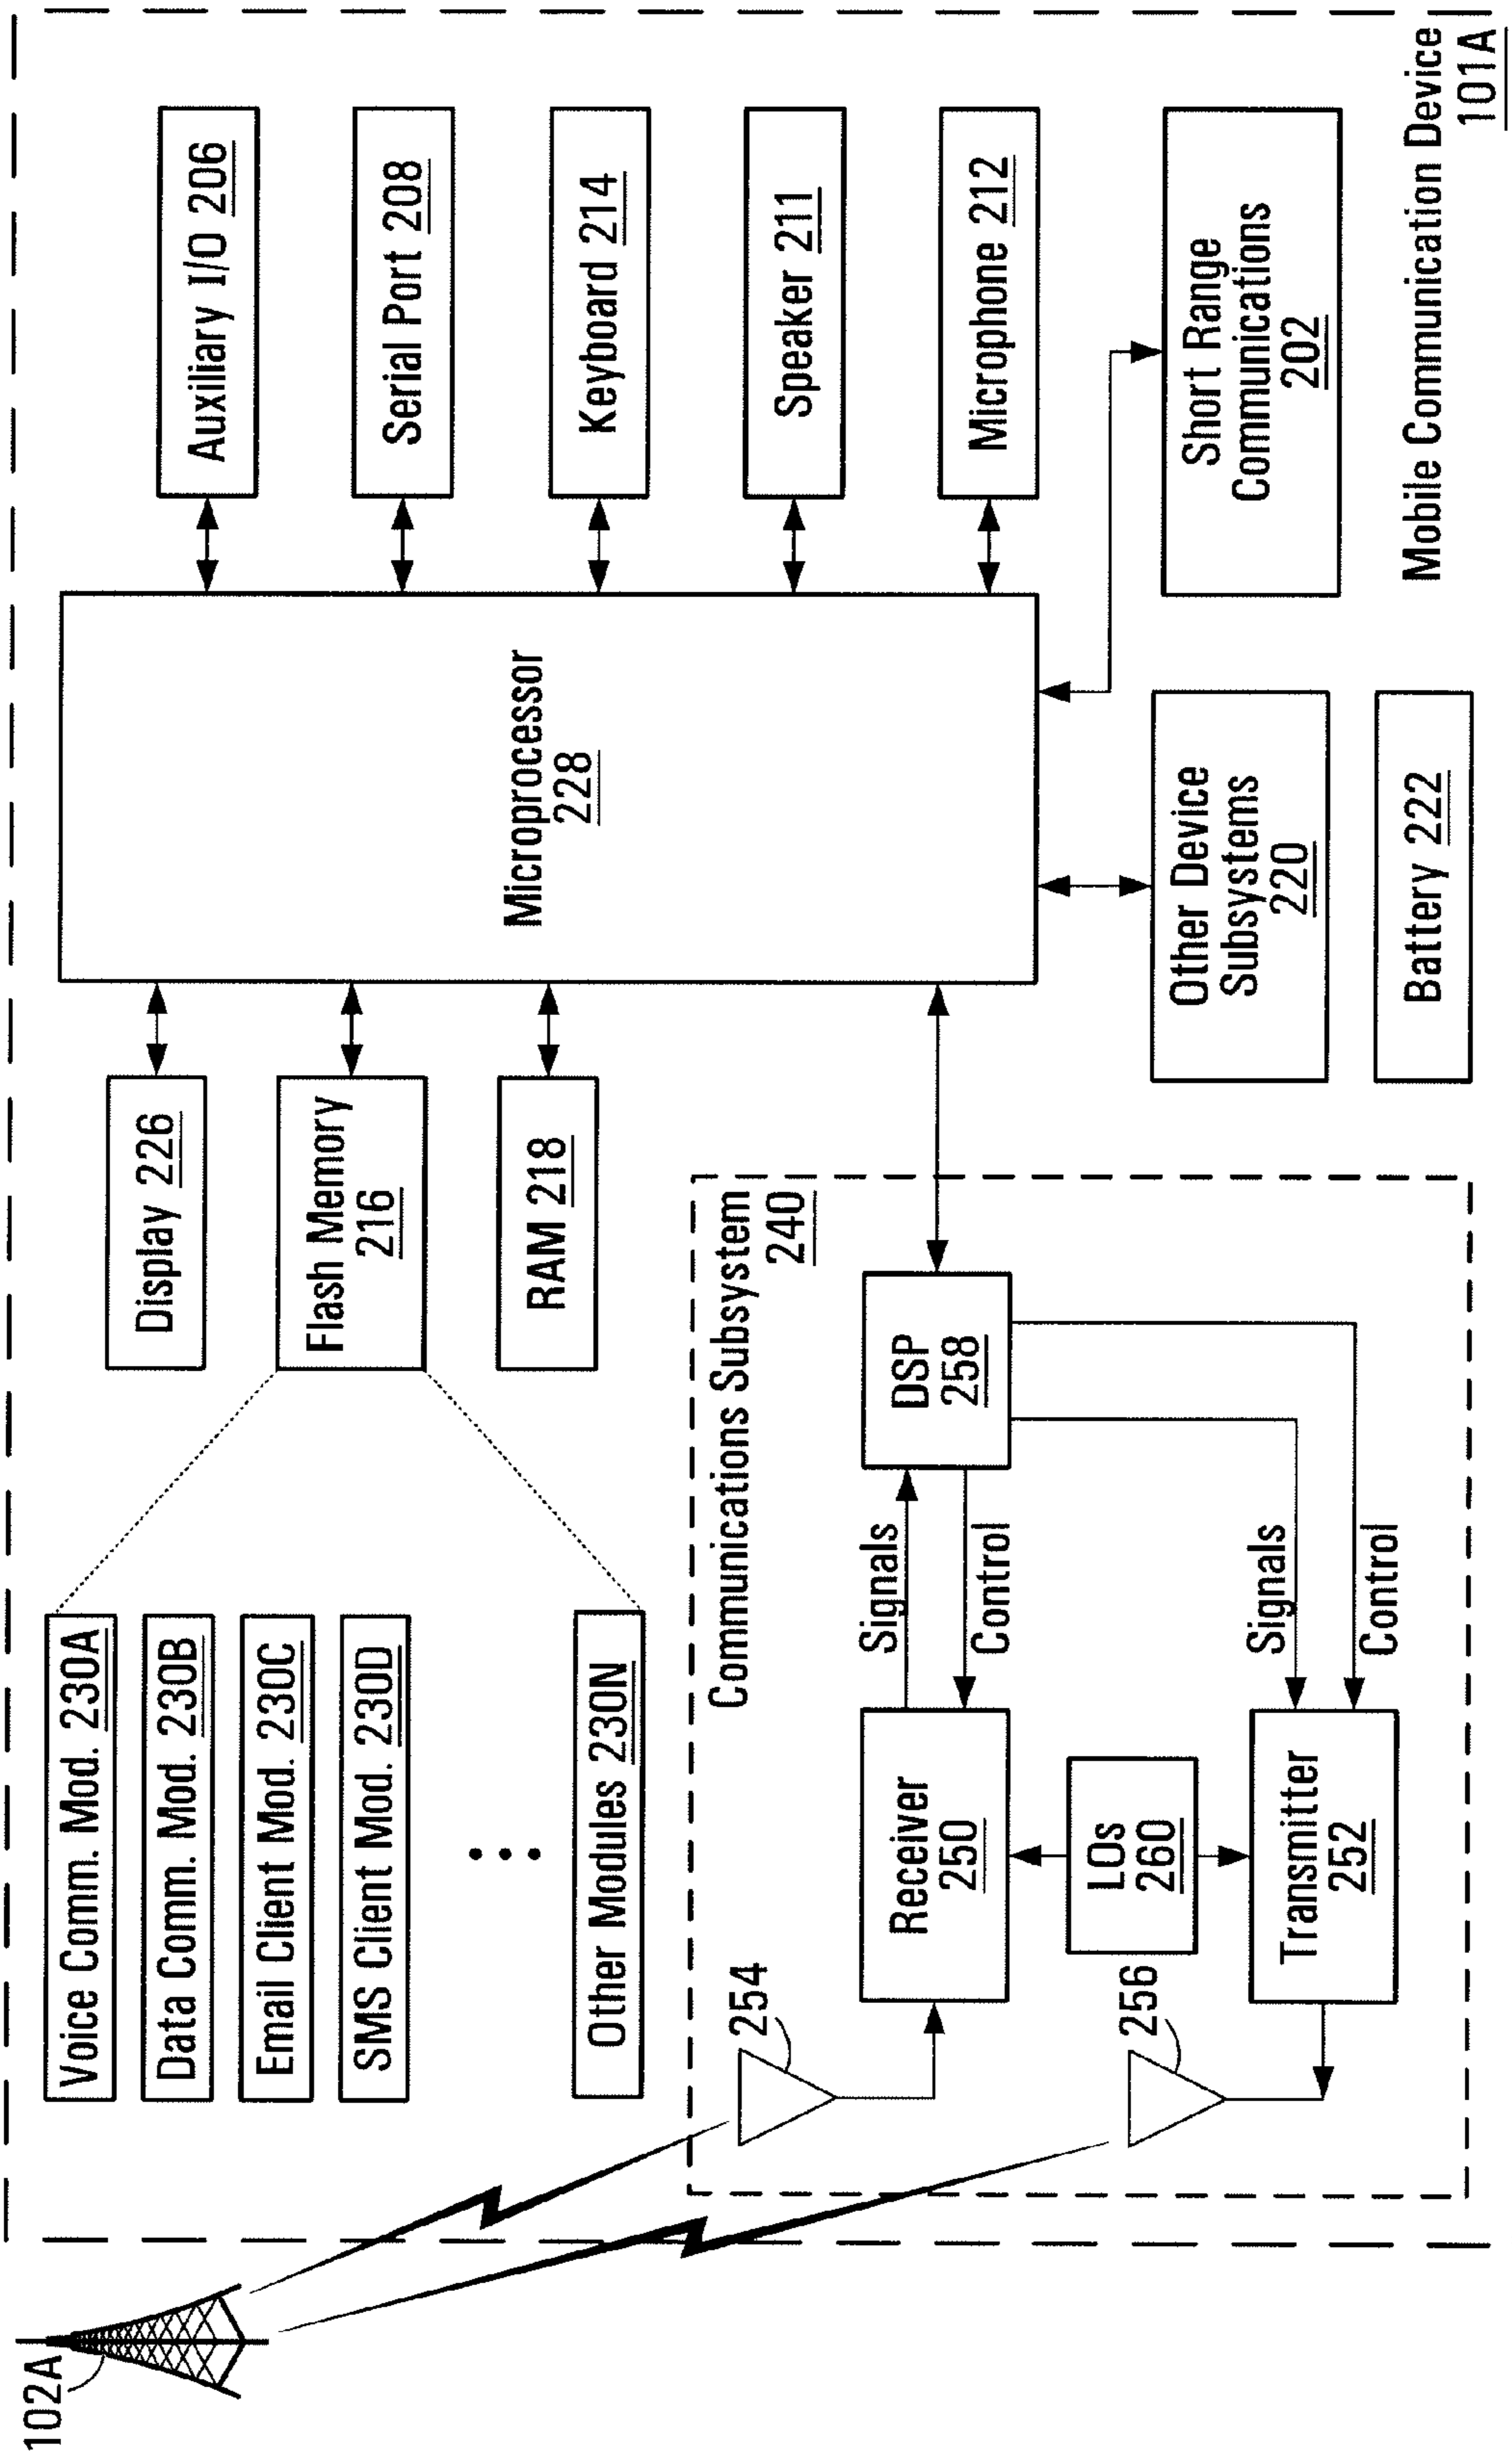 102A
Voice Comm. Mod. 230A
Data Comm. Mod. 230B
Email Client Mod. 230C
SMS Client Mod. 230D
Other Modules 230N
Display 226
Flash Memory
216
RAM 218
Microprocessor
228
Auxiliary I/O 206
Serial Port 208
Keyboard 214
Speaker 211
Microphone 212
Communications Subsystem
240
254
Receiver
250
Signals
Control
DSP
258
LOs
260
256
Transmitter
252
Signals
Control
Other Device
Subsystems
220
Battery 222
Short Range
Communications
202
Mobile Communication Device
101A